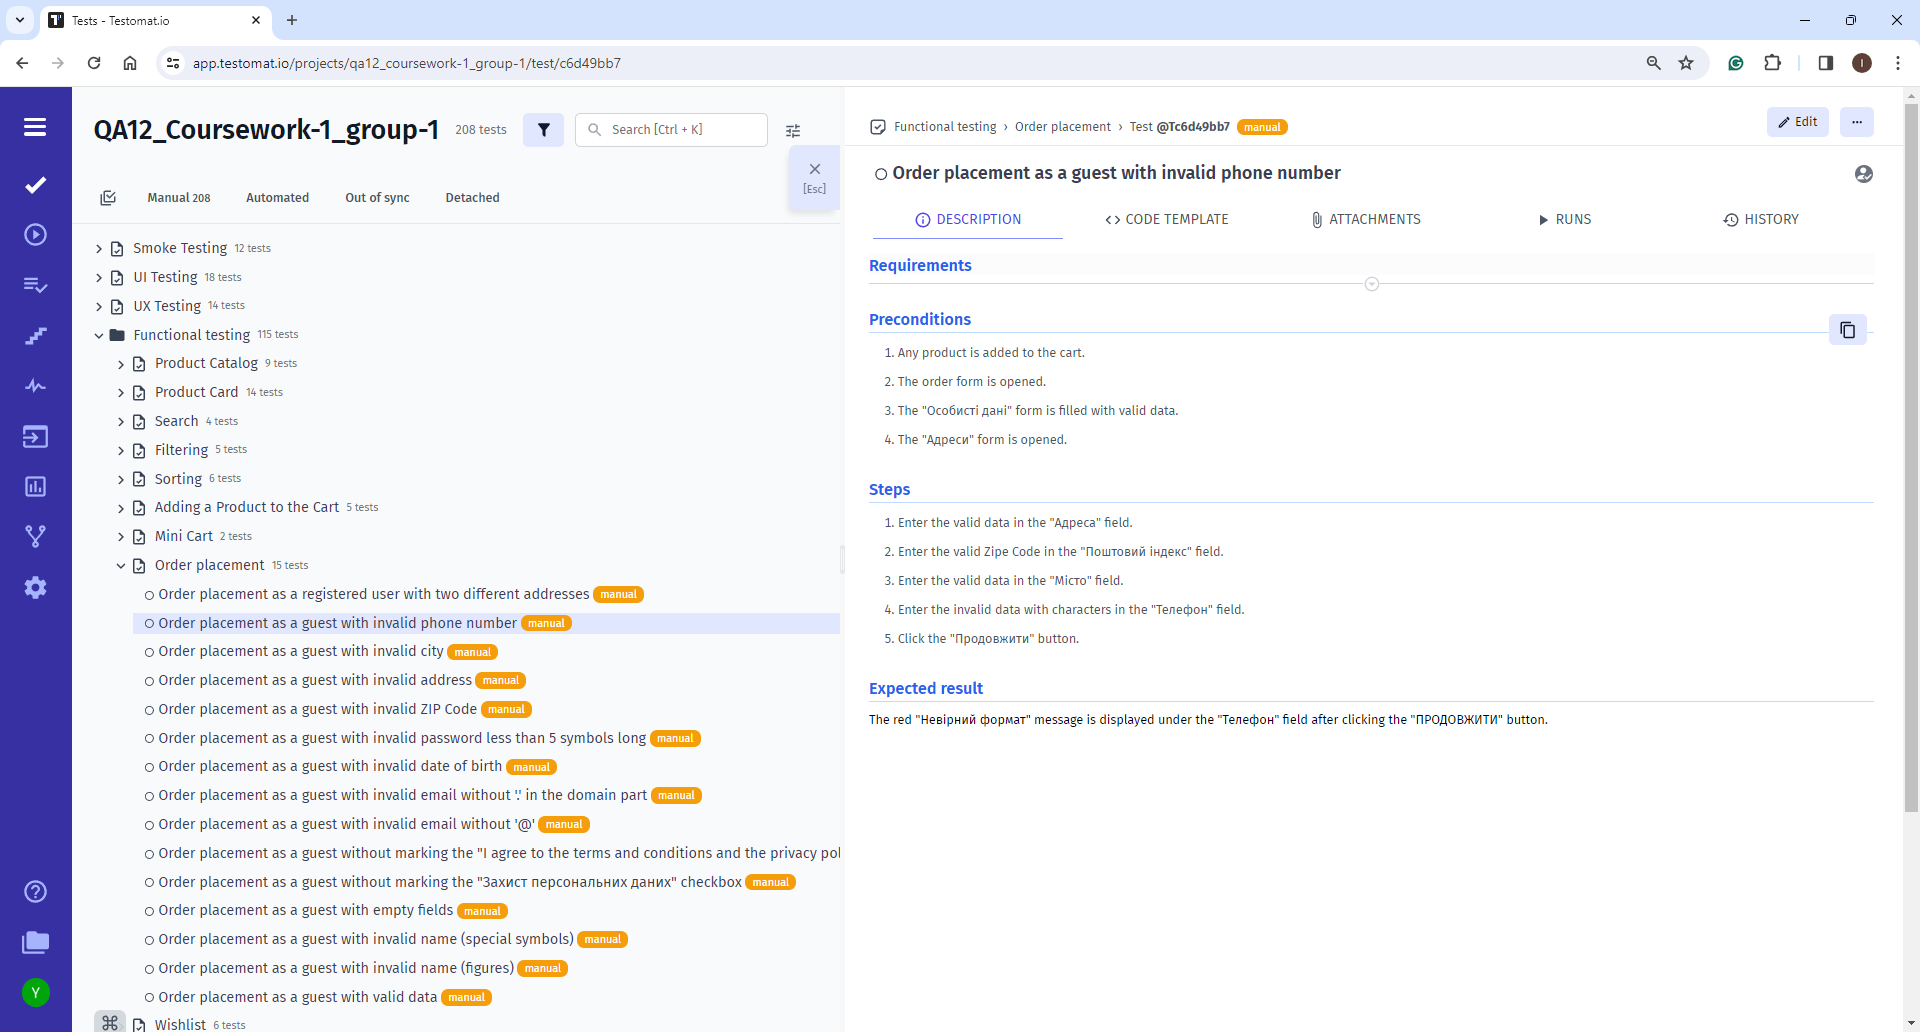 Tests - Testomat.io
app.testomat.io/projects/qa12_coursework-1_group-1/test/c6d49bb7
QA12_Coursework-1_group-1 208 tests
Search [Ctrl + K]
[Esc]
Manual 208 Automated Out of sync Detached
Smoke Testing 12 tests
UI Testing 18 tests
UX Testing 14 tests
Functional testing 115 tests
Product Catalog 9 tests
Product Card 14 tests
Search 4 tests
Filtering 5 tests
Sorting 6 tests
Adding a Product to the Cart 5 tests
Mini Cart 2 tests
Order placement 15 tests
Order placement as a registered user with two different addresses manual
Order placement as a guest with invalid phone number manual
Order placement as a guest with invalid city manual
Order placement as a guest with invalid address manual
Order placement as a guest with invalid ZIP Code manual
Order placement as a guest with invalid password less than 5 symbols long manual
Order placement as a guest with invalid date of birth manual
Order placement as a guest with invalid email without '.' in the domain part manual
Order placement as a guest with invalid email without '@' manual
Order placement as a guest without marking the "I agree to the terms and conditions and the privacy pol
Order placement as a guest without marking the "Захист персональних даних" checkbox manual
Order placement as a guest with empty fields manual
Order placement as a guest with invalid name (special symbols) manual
Order placement as a guest with invalid name (figures) manual
Order placement as a guest with valid data manual
Wishlist 6 tests
Y
I
Functional testing › Order placement › Test @Tc6d49bb7 manual
Edit
Order placement as a guest with invalid phone number
DESCRIPTION CODE TEMPLATE ATTACHMENTS RUNS HISTORY
Requirements
Preconditions
1. Any product is added to the cart.
2. The order form is opened.
3. The "Особисті дані" form is filled with valid data.
4. The "Адреси" form is opened.
Steps
1. Enter the valid data in the "Адреса" field.
2. Enter the valid Zipe Code in the "Поштовий індекс" field.
3. Enter the valid data in the "Місто" field.
4. Enter the invalid data with characters in the "Телефон" field.
5. Click the "Продовжити" button.
Expected result
The red "Невірний формат" message is displayed under the "Телефон" field after clicking the "ПРОДОВЖИТИ" button.